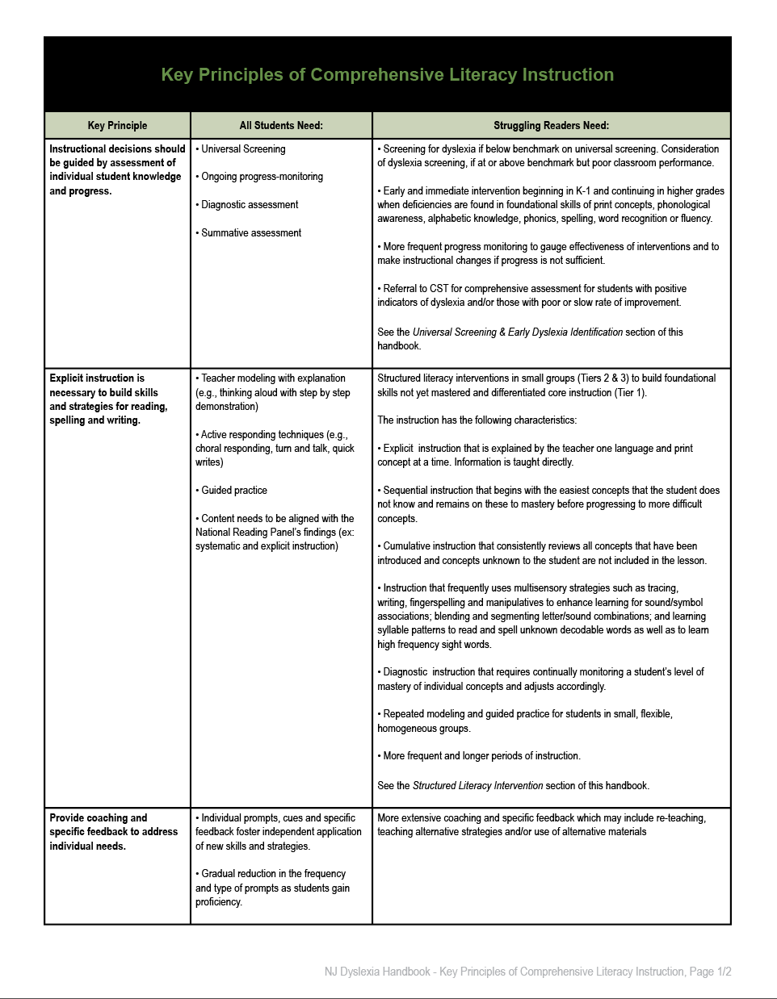 Key Principles of Comprehensive Literacy Instruction
Key Principle
All Students Need:
Struggling Readers Need:
Instructional decisions should
be guided by assessment of
individual student knowledge
and progress.
• Universal Screening
• Ongoing progress-monitoring
• Diagnostic assessment
• Summative assessment
• Screening for dyslexia if below benchmark on universal screening. Consideration
of dyslexia screening, if at or above benchmark but poor classroom performance.
• Early and immediate intervention beginning in K-1 and continuing in higher grades
when deficiencies are found in foundational skills of print concepts, phonological
awareness, alphabetic knowledge, phonics, spelling, word recognition or fluency.
• More frequent progress monitoring to gauge effectiveness of interventions and to
make instructional changes if progress is not sufficient.
• Referral to CST for comprehensive assessment for students with positive
indicators of dyslexia and/or those with poor or slow rate of improvement.
See the Universal Screening & Early Dyslexia Identification section of this
handbook.
Explicit instruction is
necessary to build skills
and strategies for reading,
spelling and writing.
• Teacher modeling with explanation
(e.g., thinking aloud with step by step
demonstration)
• Active responding techniques (e.g.,
choral responding, turn and talk, quick
writes)
• Guided practice
• Content needs to be aligned with the
National Reading Panel's findings (ex:
systematic and explicit instruction)
Structured literacy interventions in small groups (Tiers 2 & 3) to build foundational
skills not yet mastered and differentiated core instruction (Tier 1).
The instruction has the following characteristics:
• Explicit  instruction that is explained by the teacher one language and print
concept at a time. Information is taught directly.
• Sequential instruction that begins with the easiest concepts that the student does
not know and remains on these to mastery before progressing to more difficult
concepts.
• Cumulative instruction that consistently reviews all concepts that have been
introduced and concepts unknown to the student are not included in the lesson.
• Instruction that frequently uses multisensory strategies such as tracing,
writing, fingerspelling and manipulatives to enhance learning for sound/symbol
associations; blending and segmenting letter/sound combinations; and learning
syllable patterns to read and spell unknown decodable words as well as to learn
high frequency sight words.
• Diagnostic  instruction that requires continually monitoring a student's level of
mastery of individual concepts and adjusts accordingly.
• Repeated modeling and guided practice for students in small, flexible,
homogeneous groups.
• More frequent and longer periods of instruction.
See the Structured Literacy Intervention section of this handbook.
Provide coaching and
specific feedback to address
individual needs.
• Individual prompts, cues and specific
feedback foster independent application
of new skills and strategies.
• Gradual reduction in the frequency
and type of prompts as students gain
proficiency.
More extensive coaching and specific feedback which may include re-teaching,
teaching alternative strategies and/or use of alternative materials
NJ Dyslexia Handbook - Key Principles of Comprehensive Literacy Instruction, Page 1/2